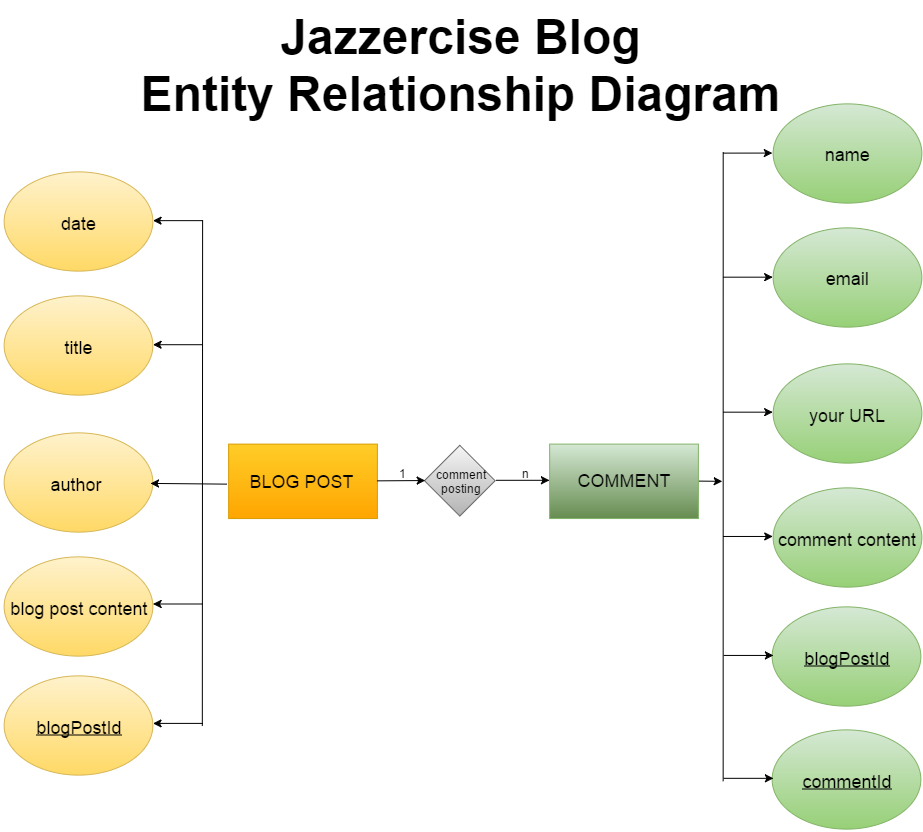 Jazzercise Blog
Entity Relationship Diagram
date
title
author
blog post content
blogPostId
BLOG POST
1
comment
posting
n
COMMENT
name
email
your URL
comment content
blogPostId
commentId